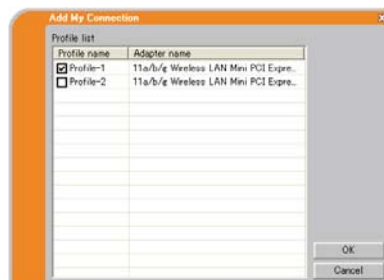 Add My Connection
x
Profile list
Profile name Adapter name
Profile-1 11a/b/g Wireless LAN Mini PCI Expre...
Profile-2 11a/b/g Wireless LAN Mini PCI Expre...
OK
Cancel